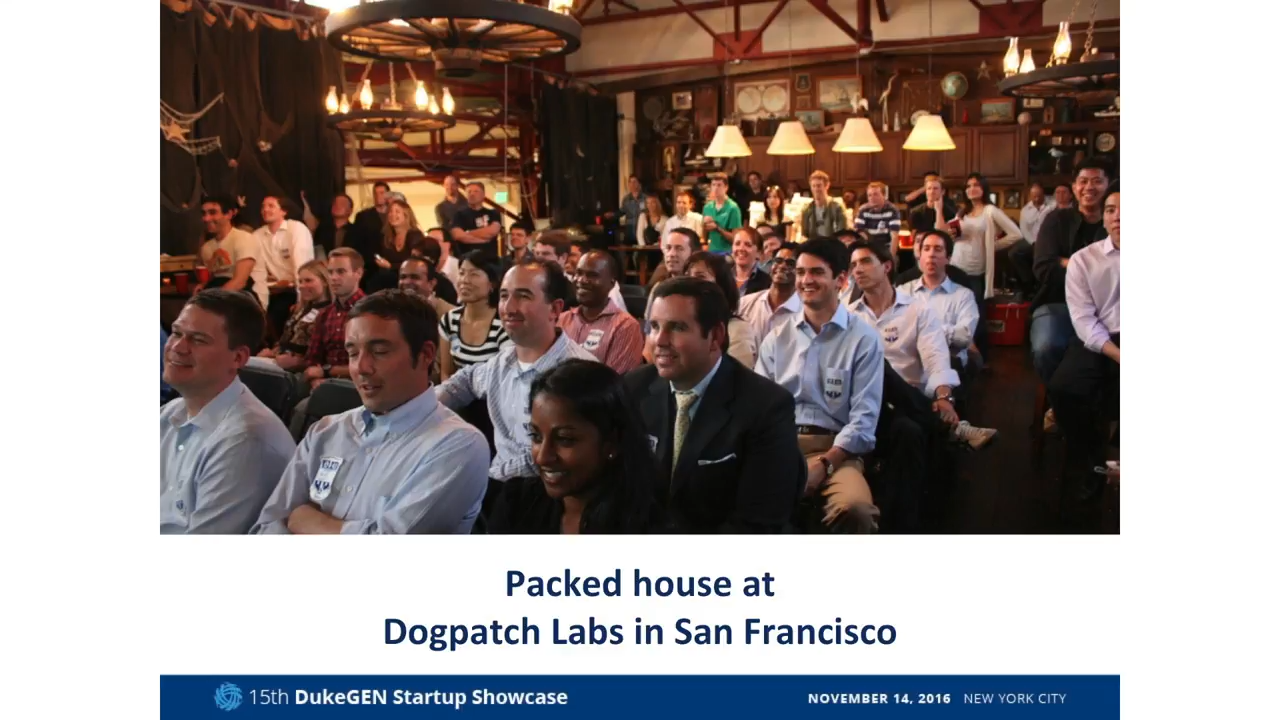 Packed house at
Dogpatch Labs in San Francisco
15th DukeGEN Startup Showcase
NOVEMBER 14, 2016 NEW YORK CITY